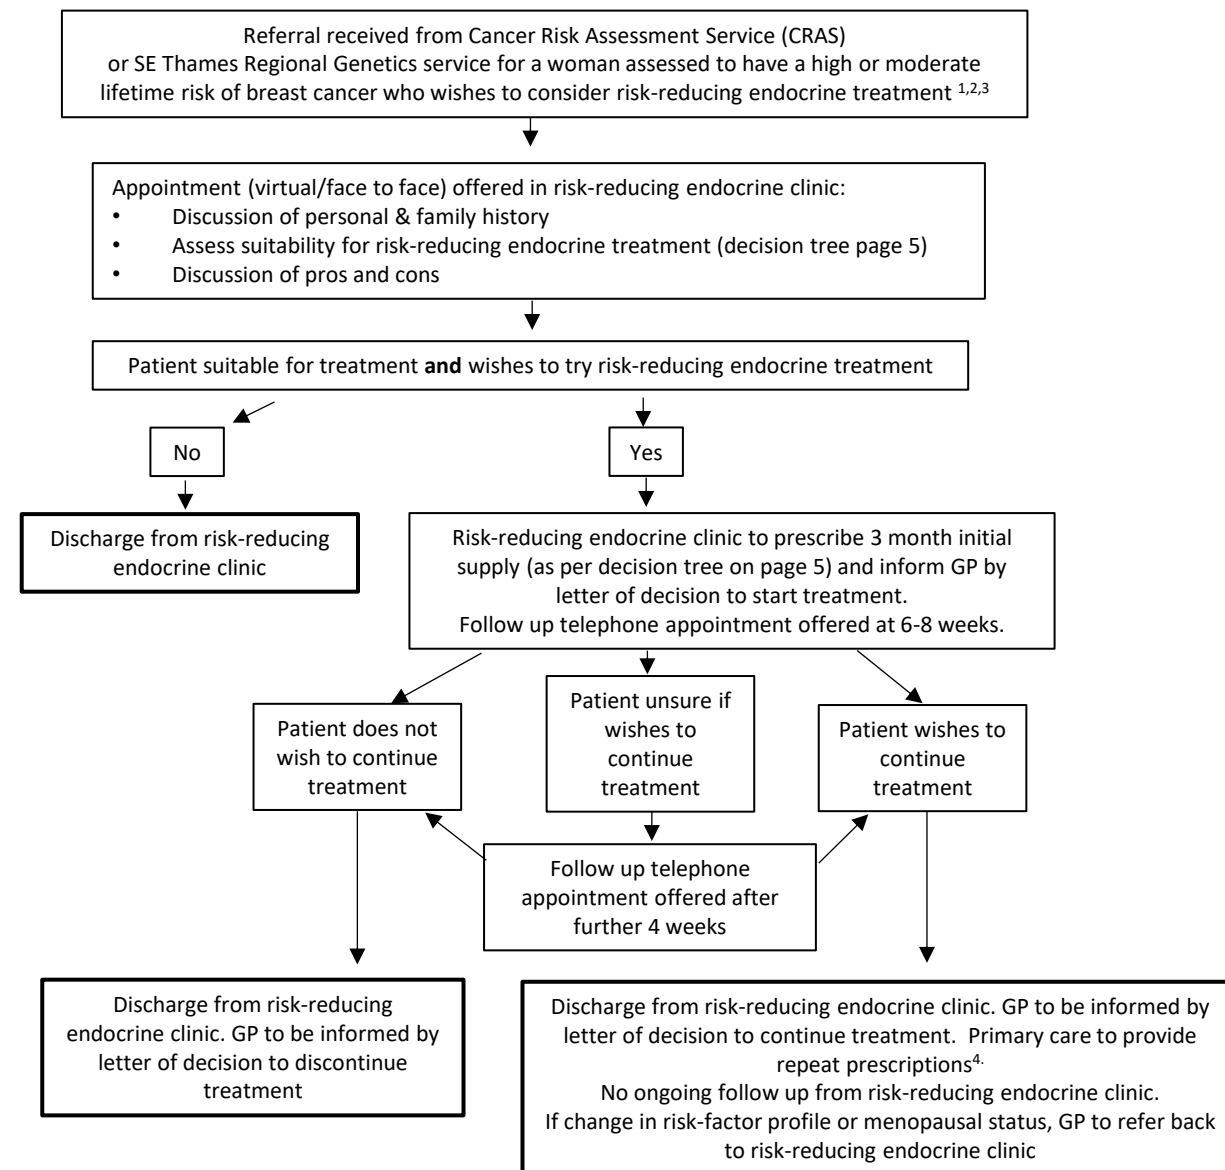 Referral received from Cancer Risk Assessment Service (CRAS)
or SE Thames Regional Genetics service for a woman assessed to have a high or moderate
lifetime risk of breast cancer who wishes to consider risk-reducing endocrine treatment 1,2,3
Appointment (virtual/face to face) offered in risk-reducing endocrine clinic:
• Discussion of personal & family history
• Assess suitability for risk-reducing endocrine treatment (decision tree page 5)
• Discussion of pros and cons
Patient suitable for treatment and wishes to try risk-reducing endocrine treatment
No
Yes
Discharge from risk-reducing
endocrine clinic
Risk-reducing endocrine clinic to prescribe 3 month initial
supply (as per decision tree on page 5) and inform GP by
letter of decision to start treatment.
Follow up telephone appointment offered at 6-8 weeks.
Patient does not
wish to continue
treatment
Patient unsure if
wishes to
continue
treatment
Patient wishes to
continue
treatment
Follow up telephone
appointment offered after
further 4 weeks
Discharge from risk-reducing
endocrine clinic. GP to be informed by
letter of decision to discontinue
treatment
Discharge from risk-reducing endocrine clinic. GP to be informed by
letter of decision to continue treatment. Primary care to provide
repeat prescriptions4.
No ongoing follow up from risk-reducing endocrine clinic.
If change in risk-factor profile or menopausal status, GP to refer back
to risk-reducing endocrine clinic